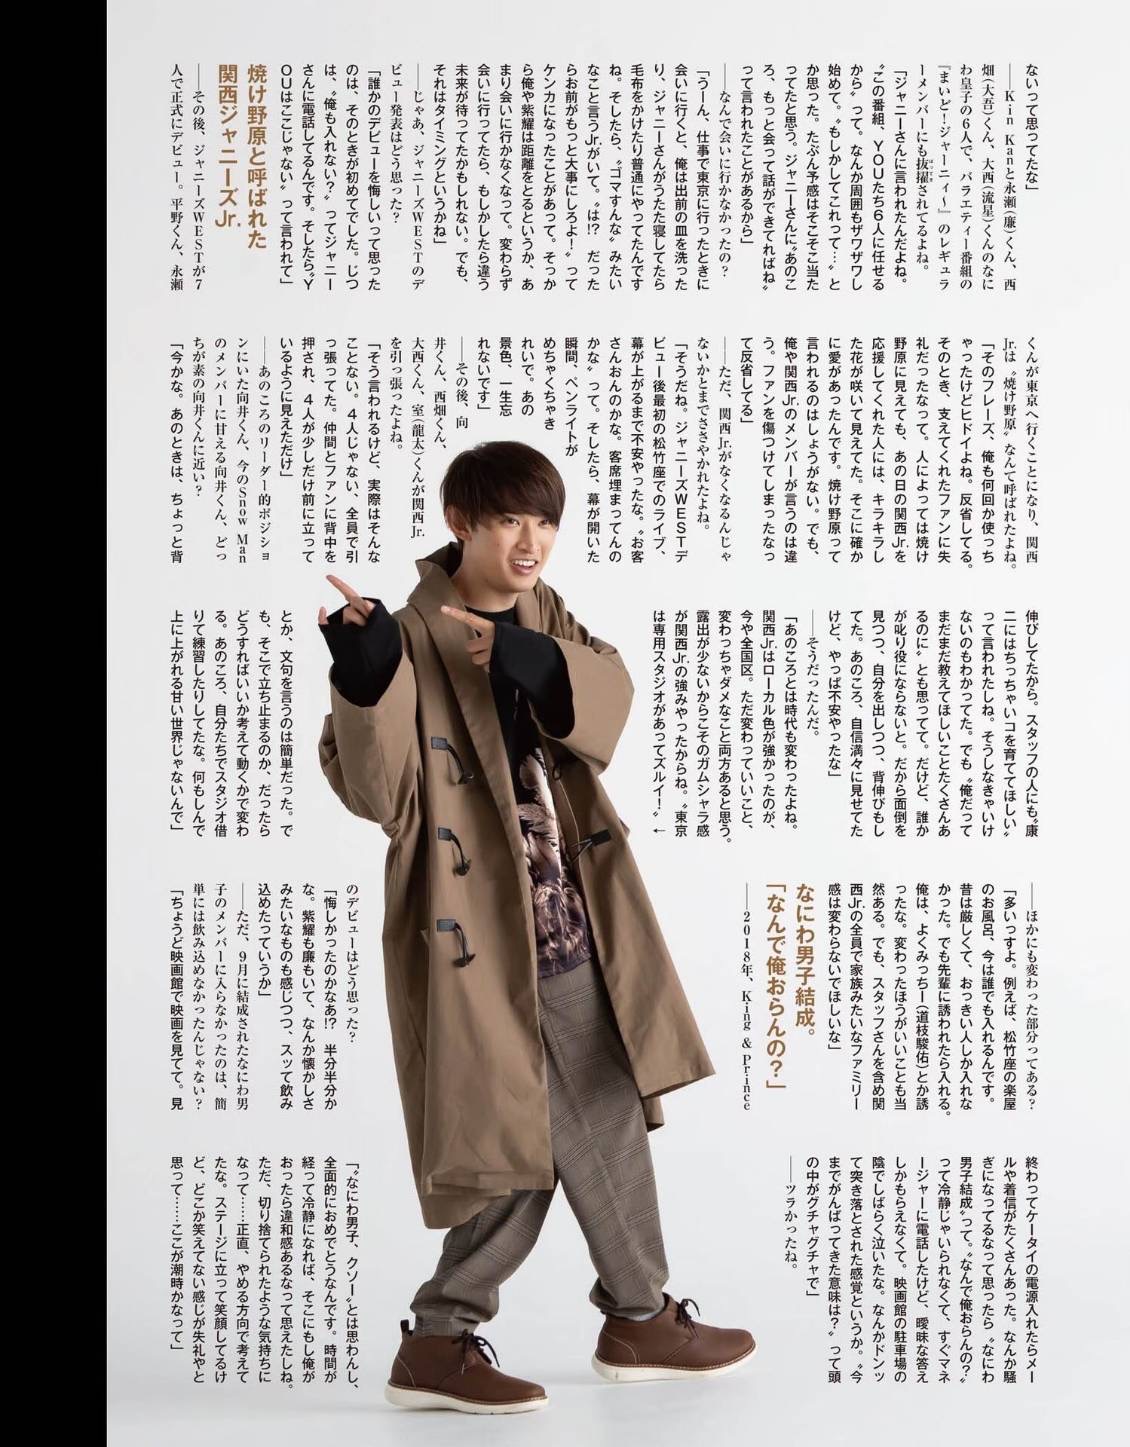 ないって思ってたな」
――Kin Kanと永瀬(廉)くん、西
畑(大吾)くん、大西(流星)くんのなに
わ皇子の6人で、バラエティー番組の
『まいど!ジャーニィ〜』のレギュラ
ーメンバーにも抜擢されてるよね。
「ジャニーさんに言われたんだよね。
〝この番組、YOUたち6人に任せる
から〟って。なんか周囲もザワザワし
始めて。〝もしかしてこれって…〟と
か思った。たぶん予感はそこそこ当た
ってたと思う。ジャニーさんに〝あのこ
ろ、もっと会って話ができてればね〟
って言われたことがあるから」
――なんで会いに行かなかったの?
「うーん、仕事で東京に行ったときに
会いに行くと、俺は出前の皿を洗った
り、ジャニーさんがうたた寝してたら
毛布をかけたり普通にやってたんです
ね。そしたら、〝ゴマすんな〟みたい
なこと言うJr.がいて。〝は!? だった
らお前がもっと大事にしろよ!〟って
ケンカになったことがあって。そっか
ら俺や紫耀は距離をとるというか、あ
まり会いに行かなくなって。変わらず
会いに行ってたら、もしかしたら違う
未来が待ってたかもしれない。でも、
それはタイミングというかね」
――じゃあ、ジャニーズWESTのデ
ビュー発表はどう思った?
「誰かのデビューを悔しいって思った
のは、そのときが初めてでした。じつ
は、〝俺も入れない?〟ってジャニー
さんに電話してるんです。そしたら〝Y
OUはここじゃない〟って言われて」
焼け野原と呼ばれた
関西ジャニーズJr.
――その後、ジャニーズWESTが7
人で正式にデビュー。平野くん、永瀬
くんが東京へ行くことになり、関西
Jr.は〝焼け野原〟なんて呼ばれたよね。
「そのフレーズ、俺も何回か使っち
ゃったけどヒドイよね。反省してる。
そのとき、支えてくれたファンに失
礼だったなって。人によっては焼け
野原に見えても、あの日の関西Jr.を
応援してくれた人には、キラキラし
た花が咲いて見えてた。そこに確か
に愛があったんです。焼け野原って
言われるのはしょうがない。でも、
俺や関西Jr.のメンバーが言うのは違
う。ファンを傷つけてしまったなっ
て反省してる」
――ただ、関西Jr.がなくなるんじゃ
ないかとまでささやかれたよね。
「そうだね。ジャニーズWESTデ
ビュー後最初の松竹座でのライブ、
幕が上がるまで不安やったな。〝お客
さんおんのかな。客席埋まってんの
かな〟って。そしたら、幕が開いた
瞬間、ペンライトが
めちゃくちゃき
れいで。あの
景色、一生忘
れないです」
――その後、向
井くん、西畑くん、
大西くん、室(龍太)くんが関西Jr.
を引っ張ったよね。
「そう言われるけど、実際はそんな
ことない。4人じゃない、全員で引
っ張ってた。仲間とファンに背中を
押され、4人が少しだけ前に立って
いるように見えただけ」
――あのころのリーダー的ポジショ
ンにいた向井くん、今のSnow Man
のメンバーに甘える向井くん、どっ
ちが素の向井くんに近い?
「今かな。あのときは、ちょっと背
伸びしてたから。スタッフの人にも〝康
二にはちっちゃいコを育ててほしい〟
って言われたしね。そうしなきゃいけ
ないのもわかってた。でも〝俺だって
まだまだ教えてほしいことたくさんあ
るのに〟とも思ってて。だけど、誰か
が叱り役にならないと。だから面倒を
見つつ、自分を出しつつ、背伸びもし
てた。あのころ、自信満々に見せてた
けど、やっぱ不安やったな」
――そうだったんだ。
「あのころとは時代も変わったよね。
関西Jr.はローカル色が強かったのが、
今や全国区。ただ変わっていいこと、
変わっちゃダメなこと両方あると思う。
露出が少ないからこそのガムシャラ感
が関西Jr.の強みやったからね。〝東京
は専用スタジオがあってズルイ!〟←
とか、文句を言うのは簡単だった。で
も、そこで立ち止まるのか、だったら
どうすればいいか考えて動くかで変わ
る。あのころ、自分たちでスタジオ借
りて練習したりしてたな。何もしんで
上に上がれる甘い世界じゃないんで」
――ほかにも変わった部分ってある?
「多いっすよ。例えば、松竹座の楽屋
のお風呂、今は誰でも入れるんです。
昔は厳しくて、おっきい人しか入れな
かった。でも先輩に誘われたら入れる。
俺は、よくみっちー(道枝駿佑)とか誘
ったな。変わったほうがいいことも当
然ある。でも、スタッフさんを含め関
西Jr.の全員で家族みたいなファミリー
感は変わらないでほしいな」
なにわ男子結成。
「なんで俺おらんの?」
――2018年、King & Prince
のデビューはどう思った?
「悔しかったのかなあ!? 半分半分か
な。紫耀も廉もいて、なんか懐かしさ
みたいなものも感じつつ、スッて飲み
込めたっていうか」
――ただ、9月に結成されたなにわ男
子のメンバーに入らなかったのは、簡
単には飲み込めなかったんじゃない?
「ちょうど映画館で映画を見てて。見
終わってケータイの電源入れたらメー
ルや着信がたくさんあった。なんか騒
ぎになってるなって思ったら〝なにわ
男子結成〟って。〝なんで俺おらんの?〟
って冷静じゃいられなくて、すぐマネ
ージャーに電話したけど、曖昧な答え
しかもらえなくて。映画館の駐車場の
陰でしばらく泣いたな。なんかドンッ
て突き落とされた感覚というか。〝今
までがんばってきた意味は?〟って頭
の中がグチャグチャで」
――ツラかったね。
「〝なにわ男子、クソー〟とは思わんし、
全面的におめでとうなんです。時間が
経って冷静になれば、そこにもし俺が
おったら違和感あるなって思えたしね。
ただ、切り捨てられたような気持ちに
なって……正直、やめる方向で考えて
たな。ステージに立って笑顔してるけ
ど、どこか笑えてない感じが失礼やと
思って……ここが潮時かなって」